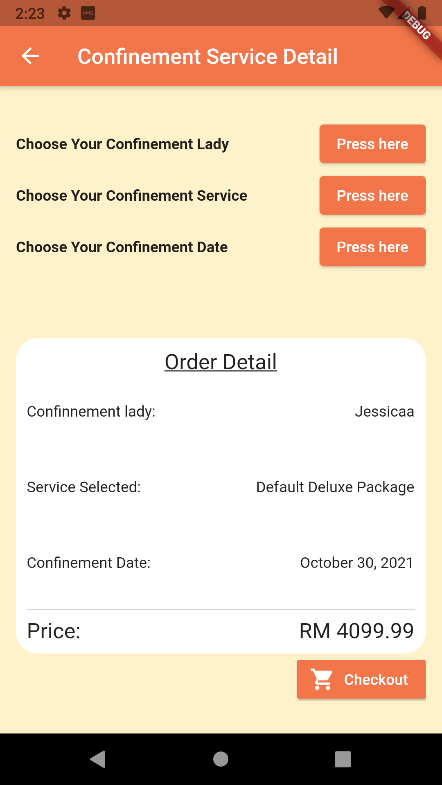 2:23
DEBUG
Confinement Service Detail
Choose Your Confinement Lady Press here
Choose Your Confinement Service Press here
Choose Your Confinement Date Press here
Order Detail
Confinnement lady: Jessicaa
Service Selected: Default Deluxe Package
Confinement Date: October 30, 2021
Price: RM 4099.99
Checkout